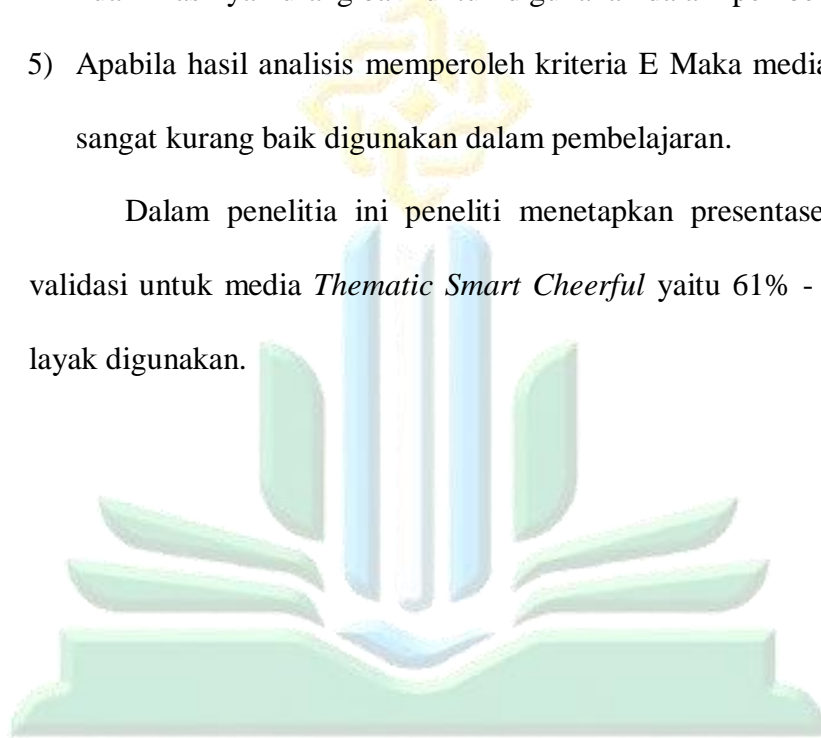 5) Apabila hasil analisis memperoleh kriteria E Maka media
sangat kurang baik digunakan dalam pembelajaran.
Dalam penelitia ini peneliti menetapkan presentase
validasi untuk media Thematic Smart Cheerful yaitu 61% -
layak digunakan.